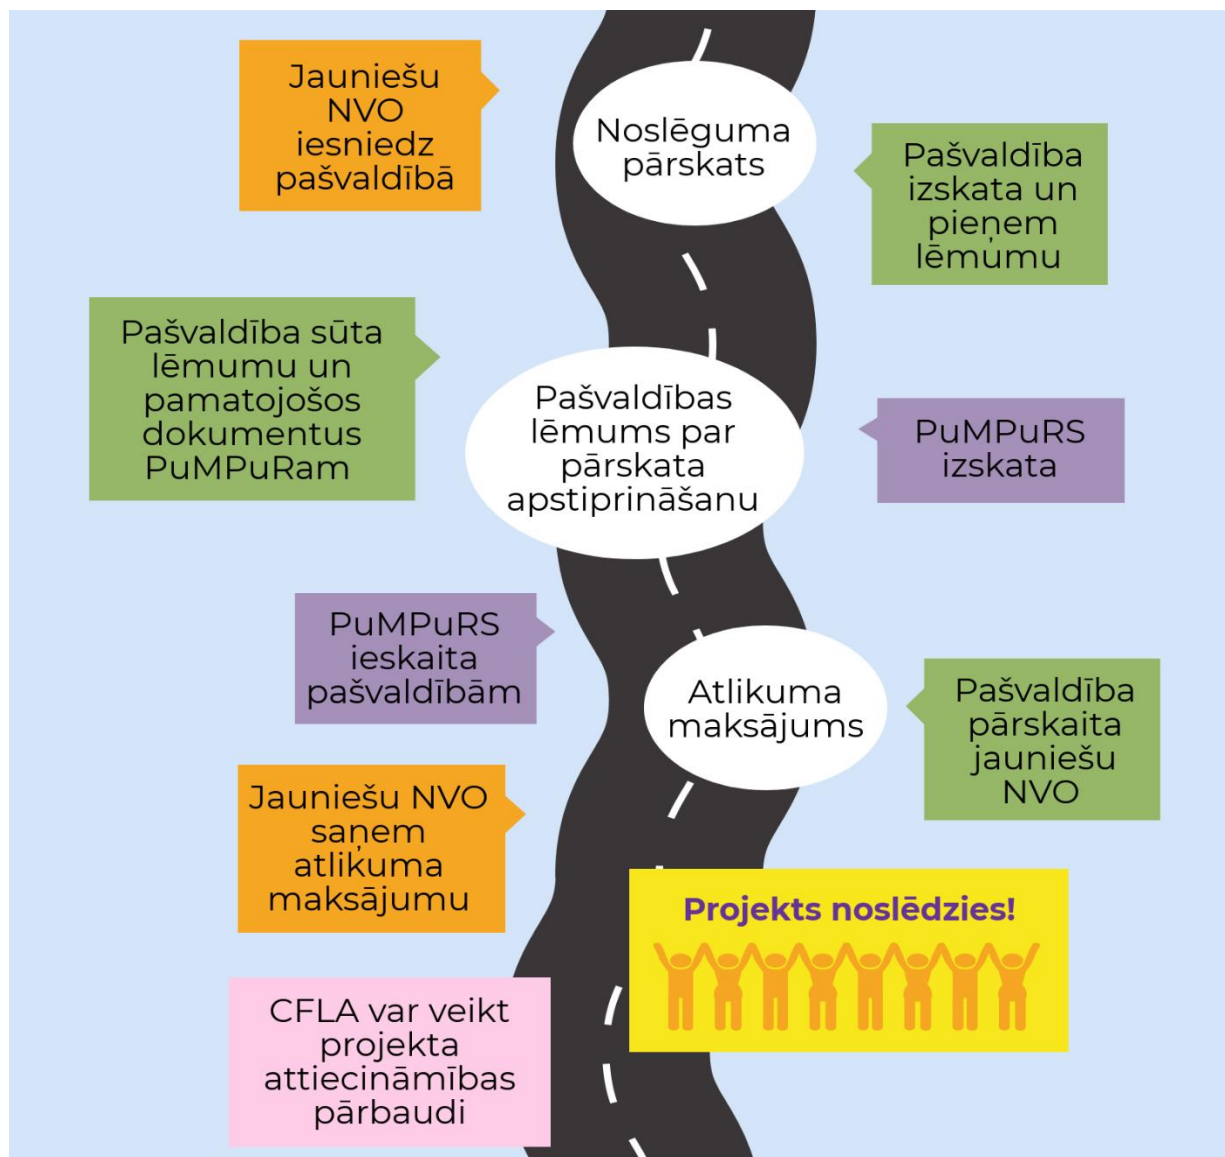 Jauniešu
NVO
iesniedz
pašvaldībā
Noslēguma
pārskats
Pašvaldība
izskata un
pieņem
lēmumu
Pašvaldība sūta
lēmumu un
pamatojošos
dokumentus
PuMPuRam
Pašvaldības
lēmums par
pārskata
apstiprināšanu
PuMPuRS
izskata
PuMPuRS
ieskaita
pašvaldībām
Atlikuma
maksājums
Pašvaldība
pārskaita
jauniešu
NVO
Jauniešu NVO
saņem
atlikuma
maksājumu
Projekts noslēdzies!
CFLA var veikt
projekta
attiecināmības
pārbaudi